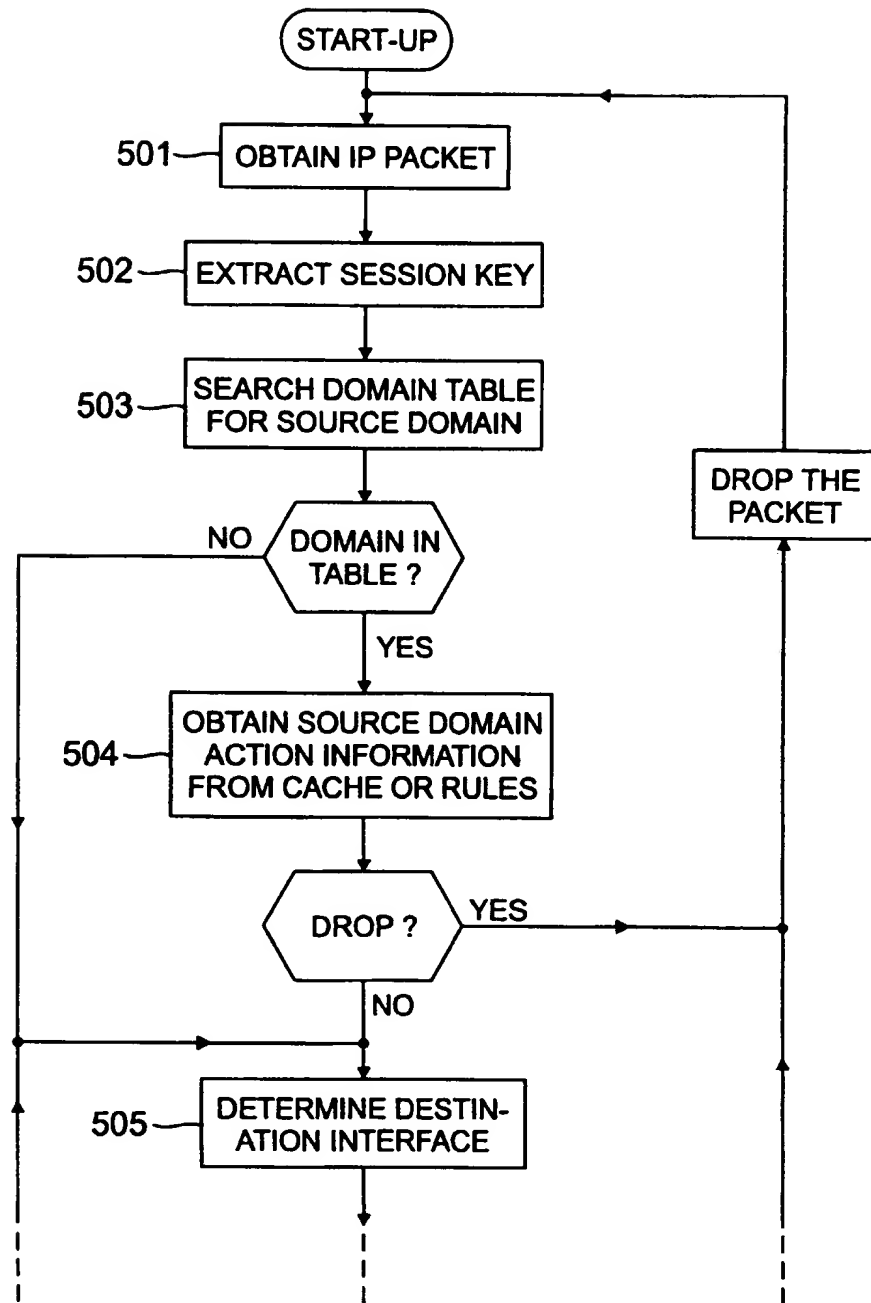 START-UP
501
OBTAIN IP PACKET
502
EXTRACT SESSION KEY
503
SEARCH DOMAIN TABLE
FOR SOURCE DOMAIN
DROP THE
PACKET
NO
DOMAIN IN
TABLE ?
YES
504
OBTAIN SOURCE DOMAIN
ACTION INFORMATION
FROM CACHE OR RULES
DROP ?
YES
NO
505
DETERMINE DESTIN-
ATION INTERFACE